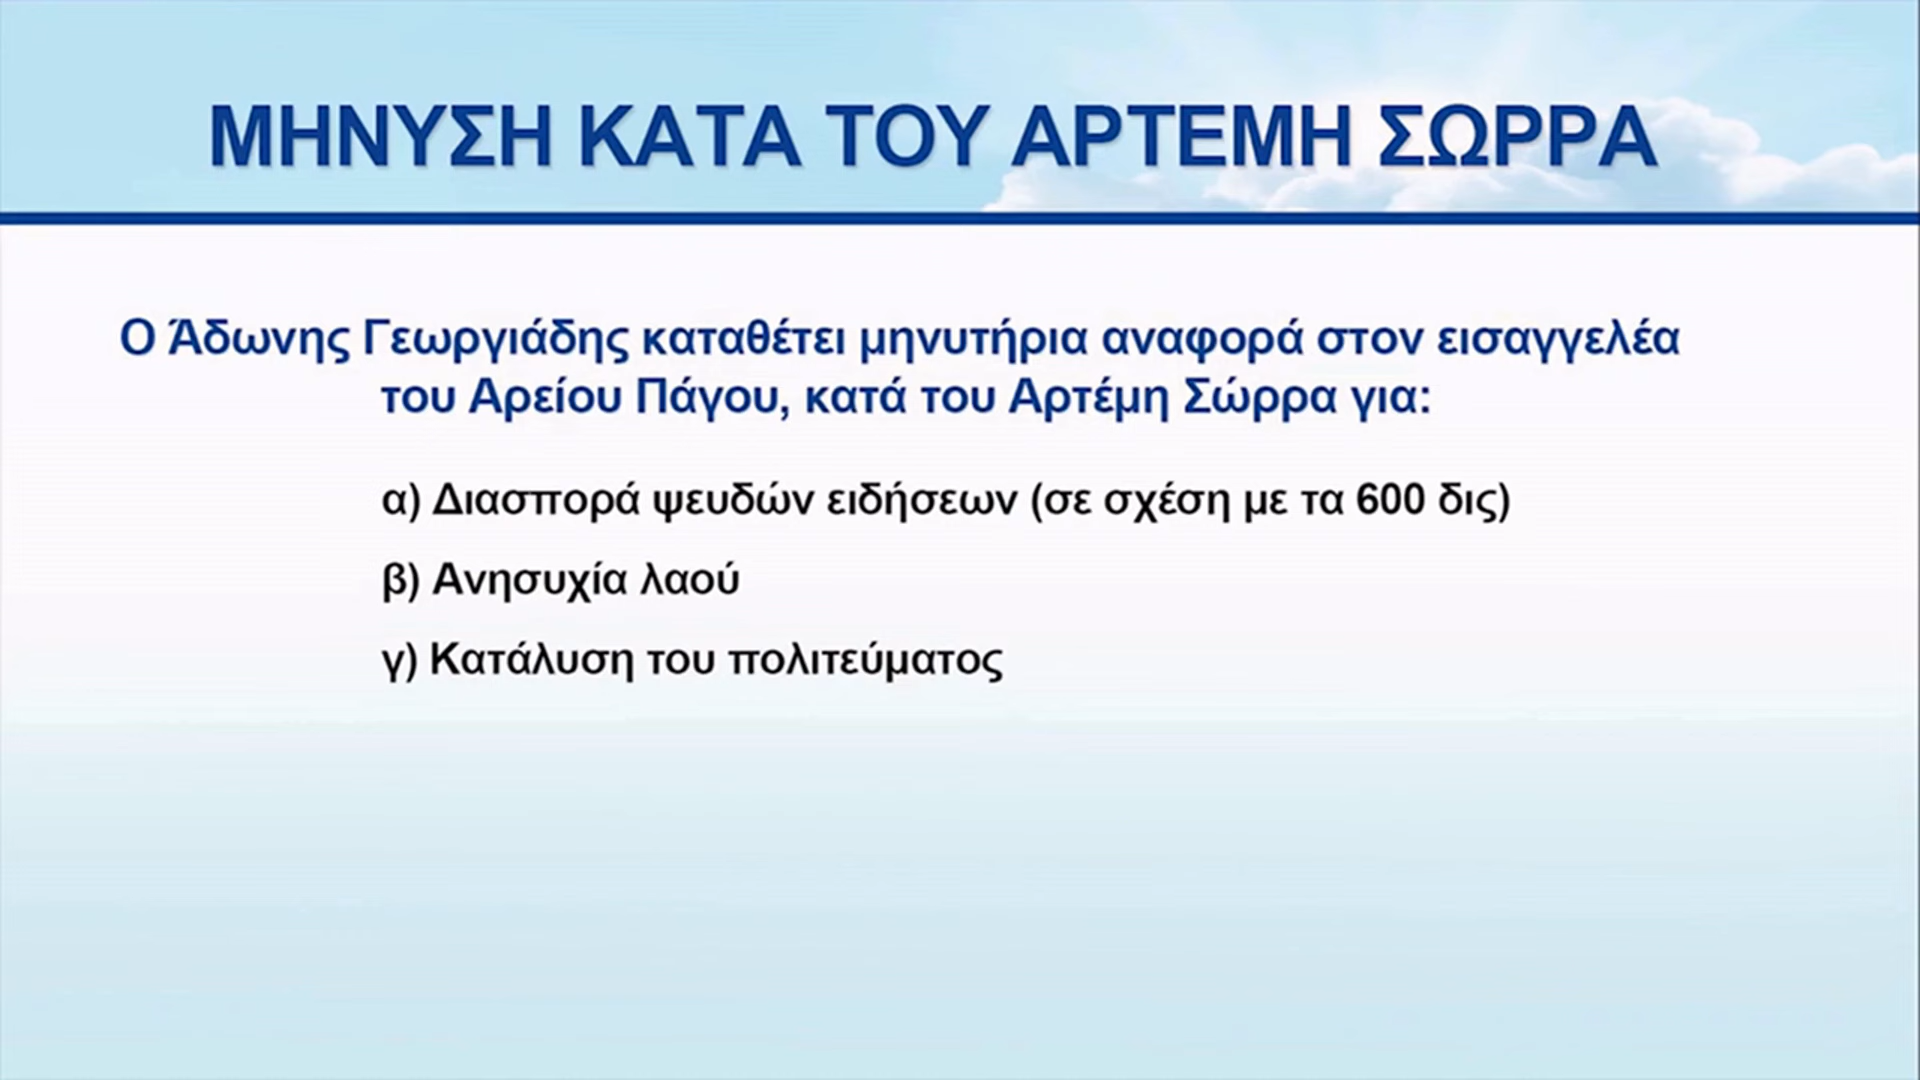 ΜΗΝΥΣΗ ΚΑΤΑ ΤΟΥ ΑΡΤΕΜΗ ΣΩΡΡΑ
Ο Άδωνης Γεωργιάδης καταθέτει μηνυτήρια αναφορά στον εισαγγελέα
του Αρείου Πάγου, κατά του Αρτέμη Σώρρα για:
α) Διασπορά ψευδών ειδήσεων (σε σχέση με τα 600 δις)
β) Ανησυχία λαού
γ) Κατάλυση του πολιτεύματος